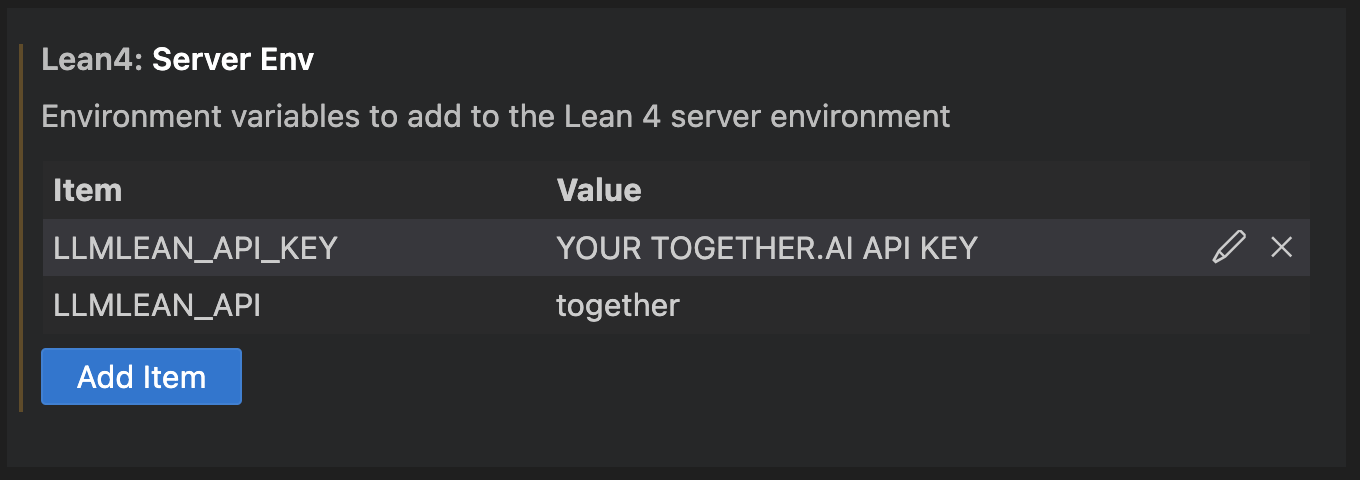 Lean4: Server Env
Environment variables to add to the Lean 4 server environment
Item Value
LLMLEAN_API_KEY YOUR TOGETHER.AI API KEY
LLMLEAN_API together
Add Item